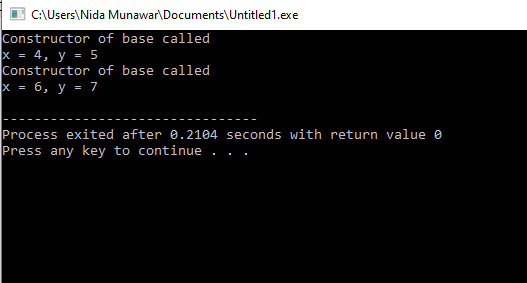 C:\Users\Nida Munawar\Documents\Untitled1.exe
Constructor of base called
x = 4, y = 5
Constructor of base called
x = 6, y = 7
--------------------------------
Process exited after 0.2104 seconds with return value 0
Press any key to continue . . .